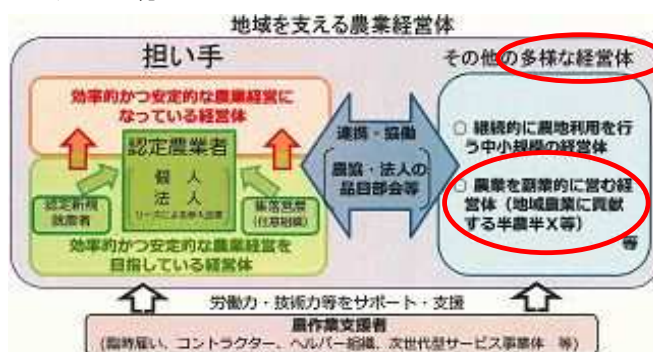 地域を支える農業経営体
担い手
その他の多様な経営体
効率的かつ安定的な農業経営に
なっている経営体
認定農業者
個 人
法 人
認定新規
就農者
集落営農
(任意組織)
効率的かつ安定的な農業経営を
目指している経営体
連携・協働
農協・法人の
品目部会等
○ 継続的に農地利用を行
う中小規模の経営体
○ 農業を副業的に営む経
営体（地域農業に貢献
する半農半X等）
等
労働力・技術力等をサポート・支援
農作業支援者
(臨時雇い、コントラクター、ヘルパー組織、次世代型サービス事業体 等)